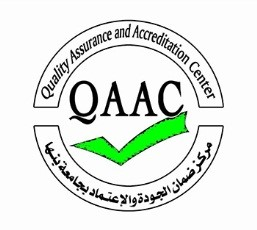 Quality Assurance and Accreditation Center
QAAC
مركز ضمان الجودة والإعتماد بجامعة بنها